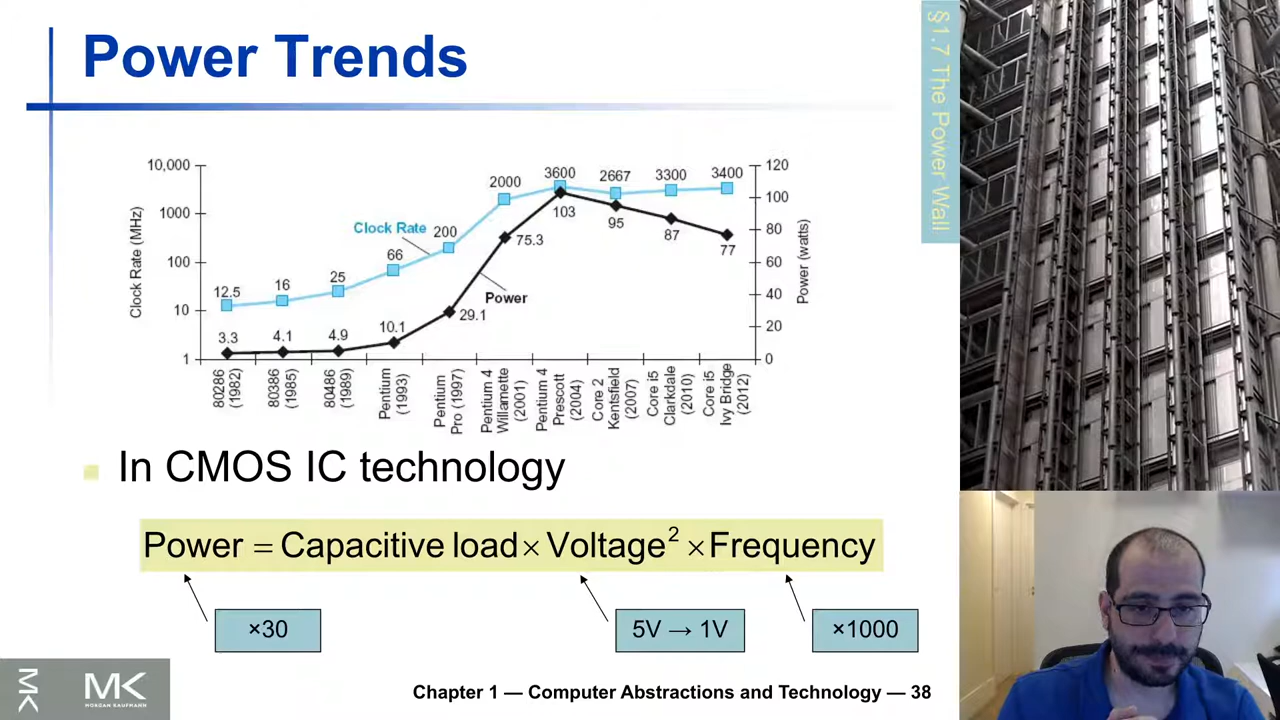 Power Trends
§1.7 The Power Wall
10,000
1000
100
10
1
Clock Rate (MHz)
120
100
80
60
40
20
0
Power (watts)
12.5
16
25
66
200
2000
3600
2667
3300
3400
Clock Rate
3.3
4.1
4.9
10.1
29.1
75.3
103
95
87
77
Power
80286
(1982)
80386
(1985)
80486
(1989)
Pentium
(1993)
Pentium
Pro (1997)
Pentium 4
Willamette
(2001)
Pentium 4
Prescott
(2004)
Core 2
Kentsfield
(2007)
Core i5
Clarkdale
(2010)
Core i5
Ivy Bridge
(2012)
In CMOS IC technology
Power = Capacitive load × Voltage² × Frequency
×30
5V → 1V
×1000
MK
MK
MORGAN KAUFMANN
Chapter 1 — Computer Abstractions and Technology — 38